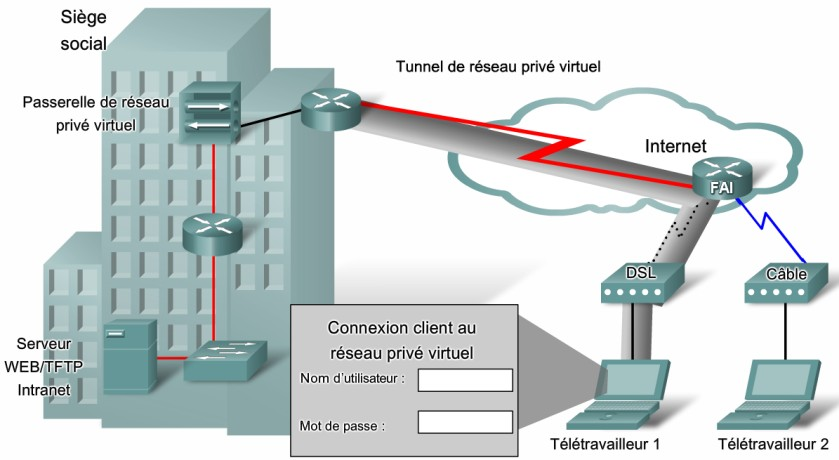 Siège
social
Passerelle de réseau
privé virtuel
Tunnel de réseau privé virtuel
Internet
FAI
DSL
Câble
Connexion client au
réseau privé virtuel
Nom d'utilisateur :
Mot de passe :
Serveur
WEB/TFTP
Intranet
Télétravailleur 1
Télétravailleur 2